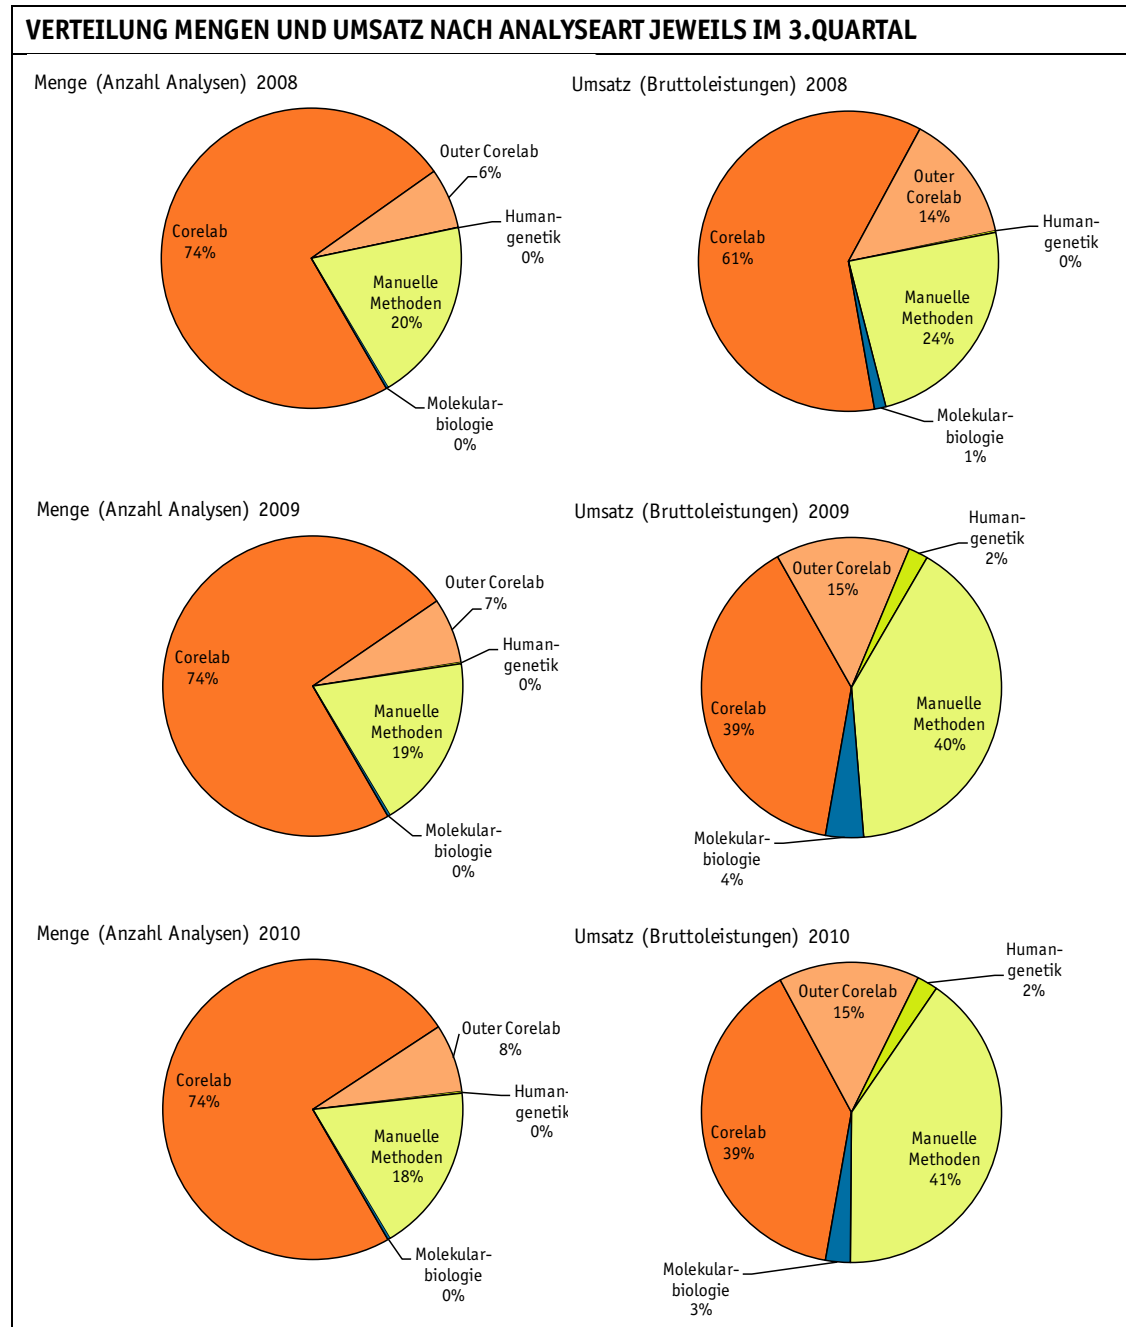 VERTEILUNG MENGEN UND UMSATZ NACH ANALYSEART JEWEILS IM 3.QUARTAL
Menge (Anzahl Analysen) 2008
Corelab
74%
Outer Corelab
6%
Human-
genetik
0%
Manuelle
Methoden
20%
Molekular-
biologie
0%
Umsatz (Bruttoleistungen) 2008
Corelab
61%
Outer
Corelab
14%
Human-
genetik
0%
Manuelle
Methoden
24%
Molekular-
biologie
1%
Menge (Anzahl Analysen) 2009
Corelab
74%
Outer Corelab
7%
Human-
genetik
0%
Manuelle
Methoden
19%
Molekular-
biologie
0%
Umsatz (Bruttoleistungen) 2009
Corelab
39%
Outer Corelab
15%
Human-
genetik
2%
Manuelle
Methoden
40%
Molekular-
biologie
4%
Menge (Anzahl Analysen) 2010
Corelab
74%
Outer Corelab
8%
Human-
genetik
0%
Manuelle
Methoden
18%
Molekular-
biologie
0%
Umsatz (Bruttoleistungen) 2010
Corelab
39%
Outer Corelab
15%
Human-
genetik
2%
Manuelle
Methoden
41%
Molekular-
biologie
3%